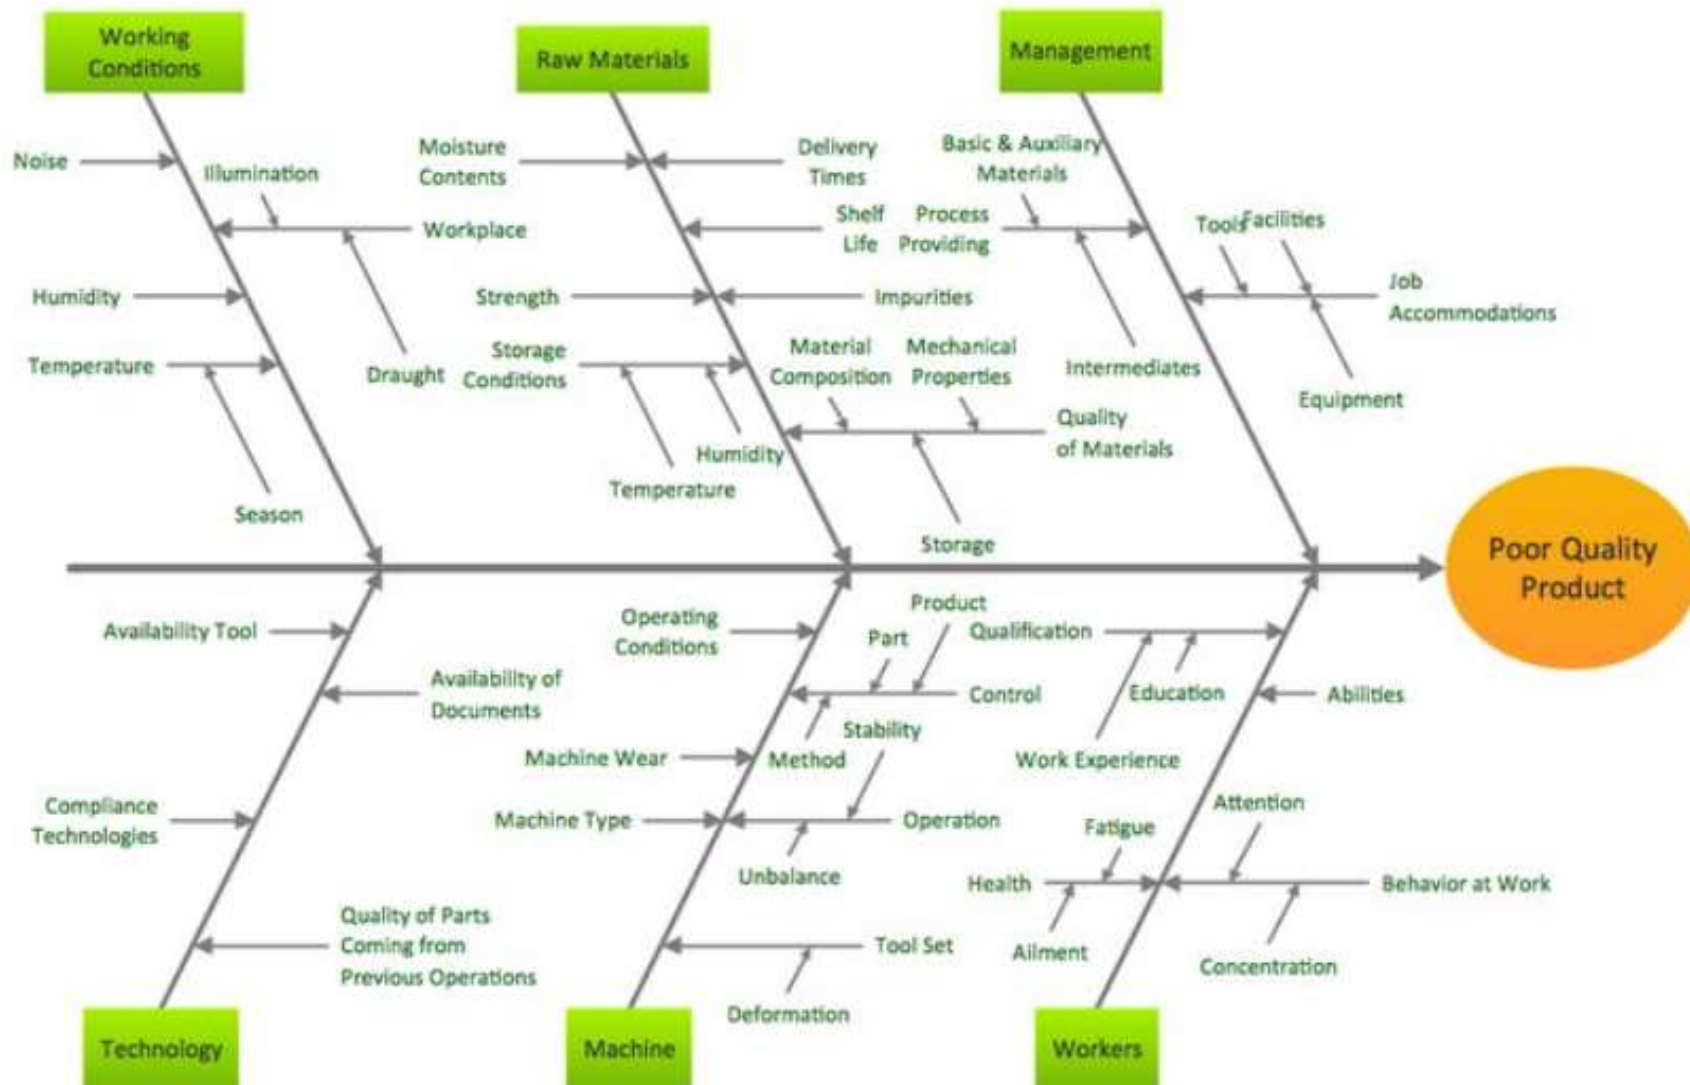 Working
Conditions
Raw Materials
Management
Noise
Illumination
Workplace
Humidity
Draught
Temperature
Season
Moisture
Contents
Delivery
Times
Shelf
Life
Strength
Impurities
Storage
Conditions
Humidity
Temperature
Material
Composition
Mechanical
Properties
Quality
of Materials
Storage
Basic & Auxiliary
Materials
Process
Providing
Intermediates
Tools
Facilities
Job
Accommodations
Equipment
Poor Quality
Product
Availability Tool
Availability of
Documents
Compliance
Technologies
Quality of Parts
Coming from
Previous Operations
Technology
Operating
Conditions
Product
Part
Control
Method
Machine Wear
Stability
Machine Type
Operation
Unbalance
Tool Set
Deformation
Machine
Qualification
Education
Work Experience
Abilities
Attention
Fatigue
Health
Behavior at Work
Ailment
Concentration
Workers